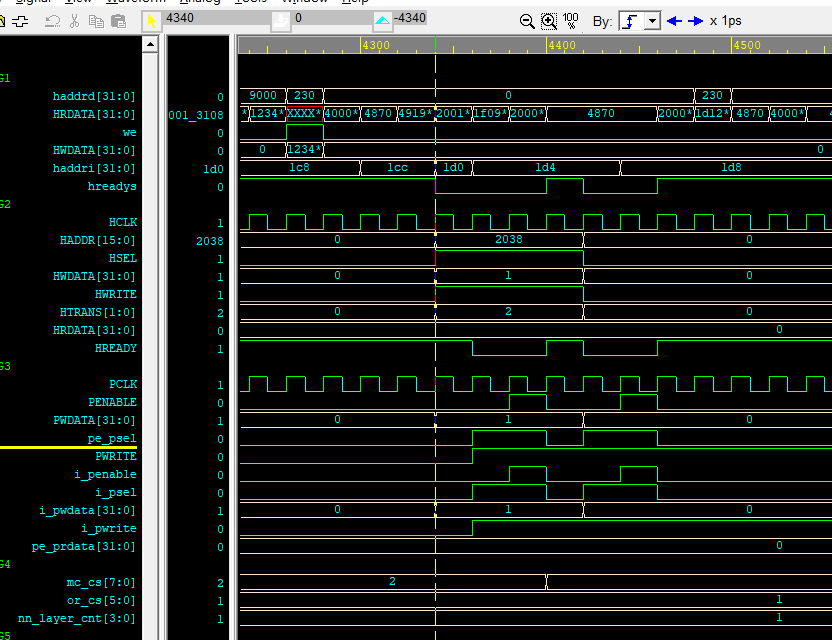 Signal View Waveform Analog Tools Window Help
4340 0 -4340 100% By: x 1ps
4300 4400 4500
G1
haddrd[31:0] 0 9000 230 0 230
HRDATA[31:0] 001_3108 * 1234* XXXX* 4000* 4870 4919* 2001* 1f09* 2000* 4870 2000* 1d12* 4870 4000*
we 0
HWDATA[31:0] 0 0 1234* 0
haddri[31:0] 1d0 1c8 1cc 1d0 1d4 1d8
hreadys 0
G2
HCLK 1
HADDR[15:0] 2038 0 2038 0
HSEL 1
HWDATA[31:0] 1 0 1 0
HWRITE 1
HTRANS[1:0] 2 0 2 0
HRDATA[31:0] 0 0
HREADY 1
G3
PCLK 1
PENABLE 0
PWDATA[31:0] 1 0 1 0
pe_psel 0
PWRITE 0
i_penable 0
i_psel 0
i_pwdata[31:0] 1 0 1 0
i_pwrite 0
pe_prdata[31:0] 0 0
G4
mc_cs[7:0] 2 2
or_cs[5:0] 1 1
nn_layer_cnt[3:0] 1 1
G5